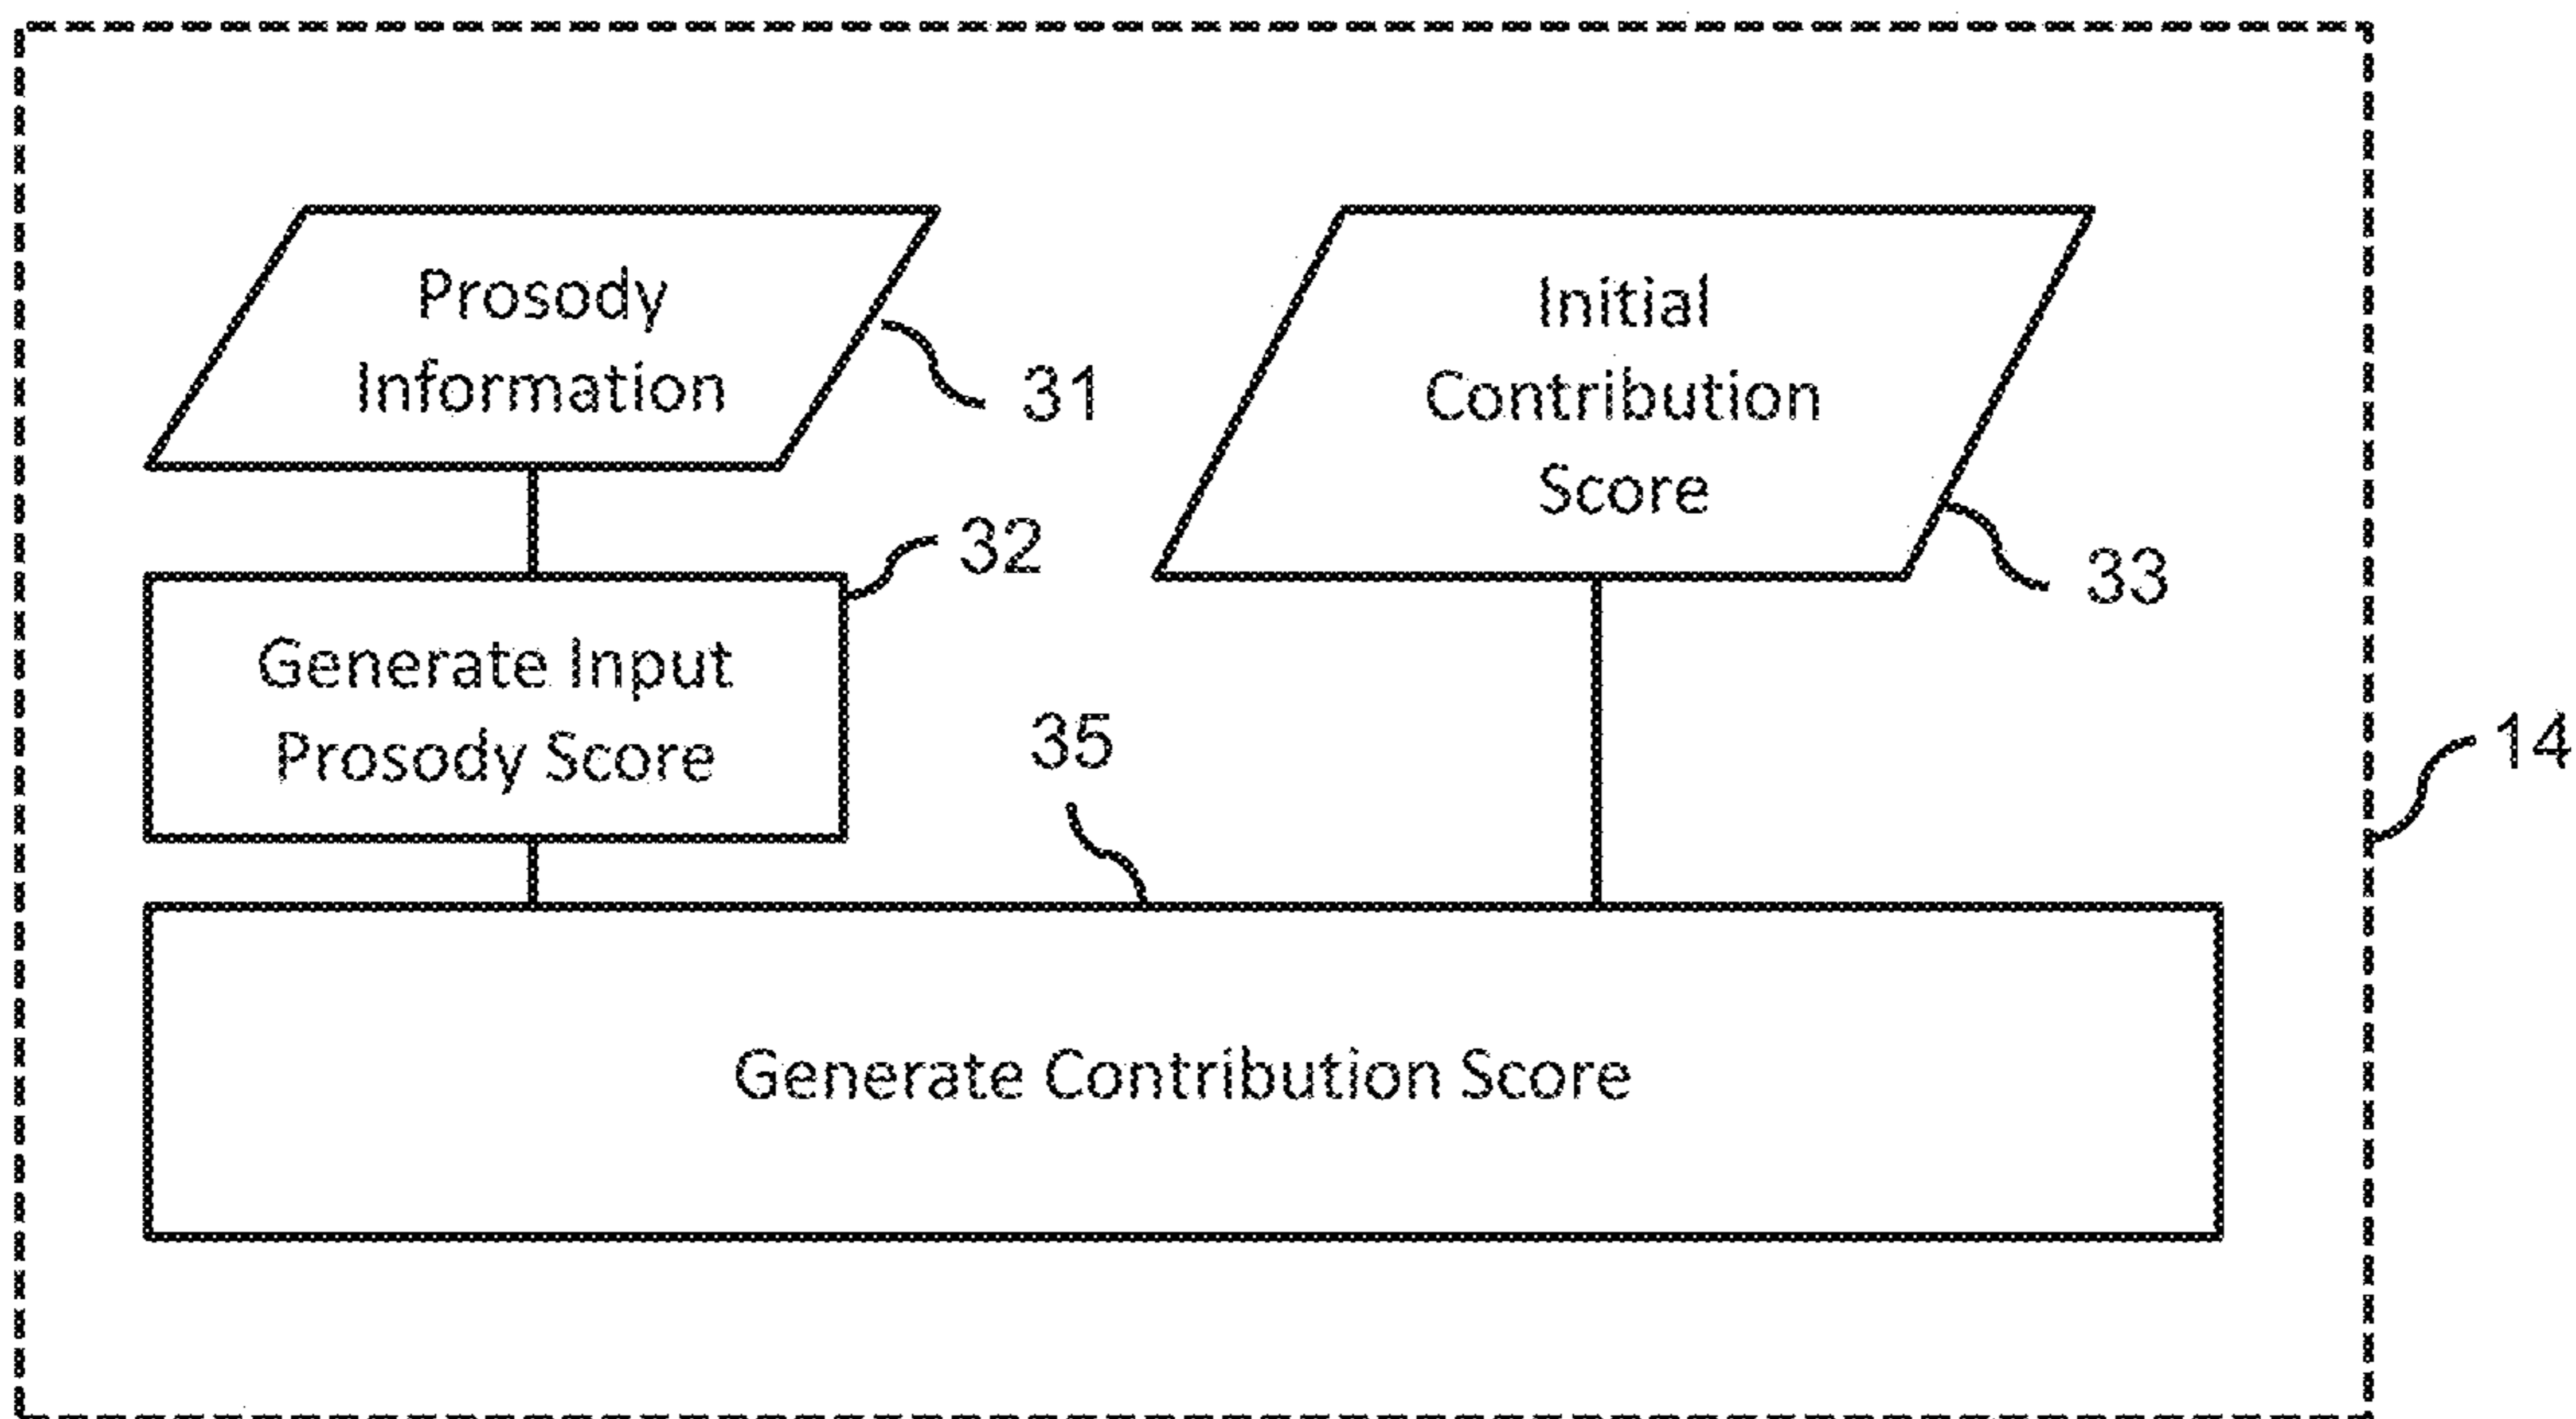 Prosody
Information
31
Initial
Contribution
Score
33
32
Generate Input
Prosody Score
35
14
Generate Contribution Score